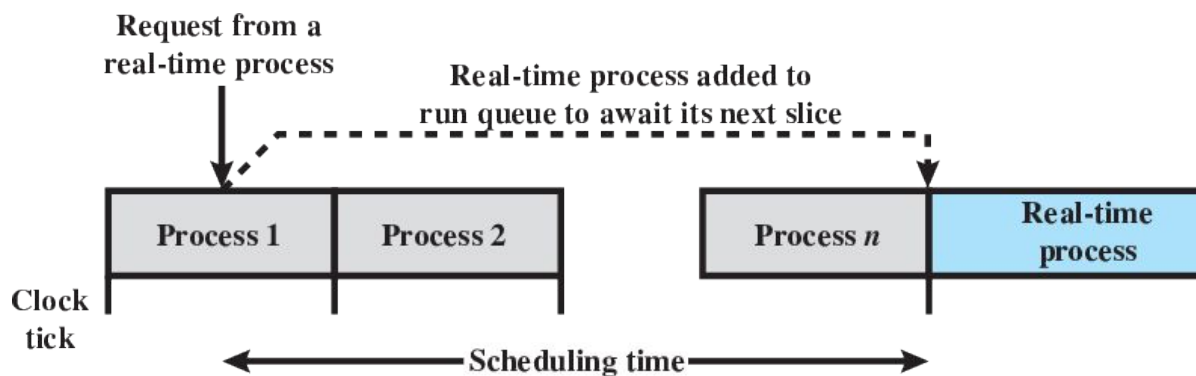 Request from a
real-time process
Real-time process added to
run queue to await its next slice
Process 1
Process 2
Process n
Real-time
process
Clock
tick
Scheduling time